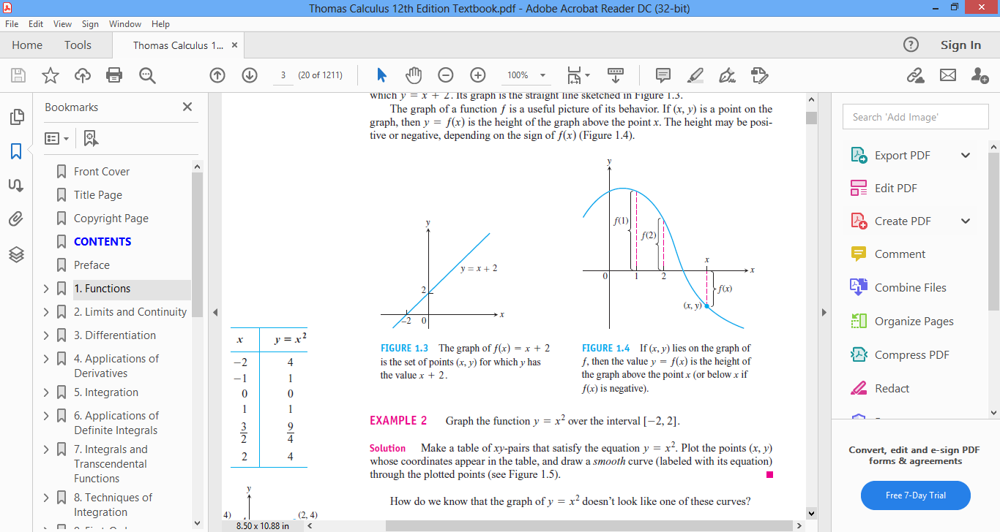 Thomas Calculus 12th Edition Textbook.pdf - Adobe Acrobat Reader DC (32-bit)
File Edit View Sign Window Help
Home Tools Thomas Calculus 1... × Sign In
3 (20 of 1211) 100%
Bookmarks
Front Cover
Title Page
Copyright Page
CONTENTS
Preface
1. Functions
2. Limits and Continuity
3. Differentiation
4. Applications of
Derivatives
5. Integration
6. Applications of
Definite Integrals
7. Integrals and
Transcendental
Functions
8. Techniques of
Integration
which y = x + 2. Its graph is the straight line sketched in Figure 1.3.
The graph of a function f is a useful picture of its behavior. If (x, y) is a point on the
graph, then y = f(x) is the height of the graph above the point x. The height may be posi-
tive or negative, depending on the sign of f(x) (Figure 1.4).
y
y = x + 2
2
x
−2 0
y
f(1)
f(2)
x
0 1 2 x
f(x)
(x, y)
x y = x²
−2 4
−1 1
0 0
1 1
3/2 9/4
2 4
FIGURE 1.3 The graph of f(x) = x + 2
is the set of points (x, y) for which y has
the value x + 2.
FIGURE 1.4 If (x, y) lies on the graph of
f, then the value y = f(x) is the height of
the graph above the point x (or below x if
f(x) is negative).
EXAMPLE 2 Graph the function y = x² over the interval [−2, 2].
Solution Make a table of xy-pairs that satisfy the equation y = x². Plot the points (x, y)
whose coordinates appear in the table, and draw a smooth curve (labeled with its equation)
through the plotted points (see Figure 1.5).
How do we know that the graph of y = x² doesn't look like one of these curves?
y
4) (2, 4)
8.50 x 10.88 in
Search 'Add Image'
Export PDF
Edit PDF
Create PDF
Comment
Combine Files
Organize Pages
Compress PDF
Redact
Convert, edit and e-sign PDF
forms & agreements
Free 7-Day Trial